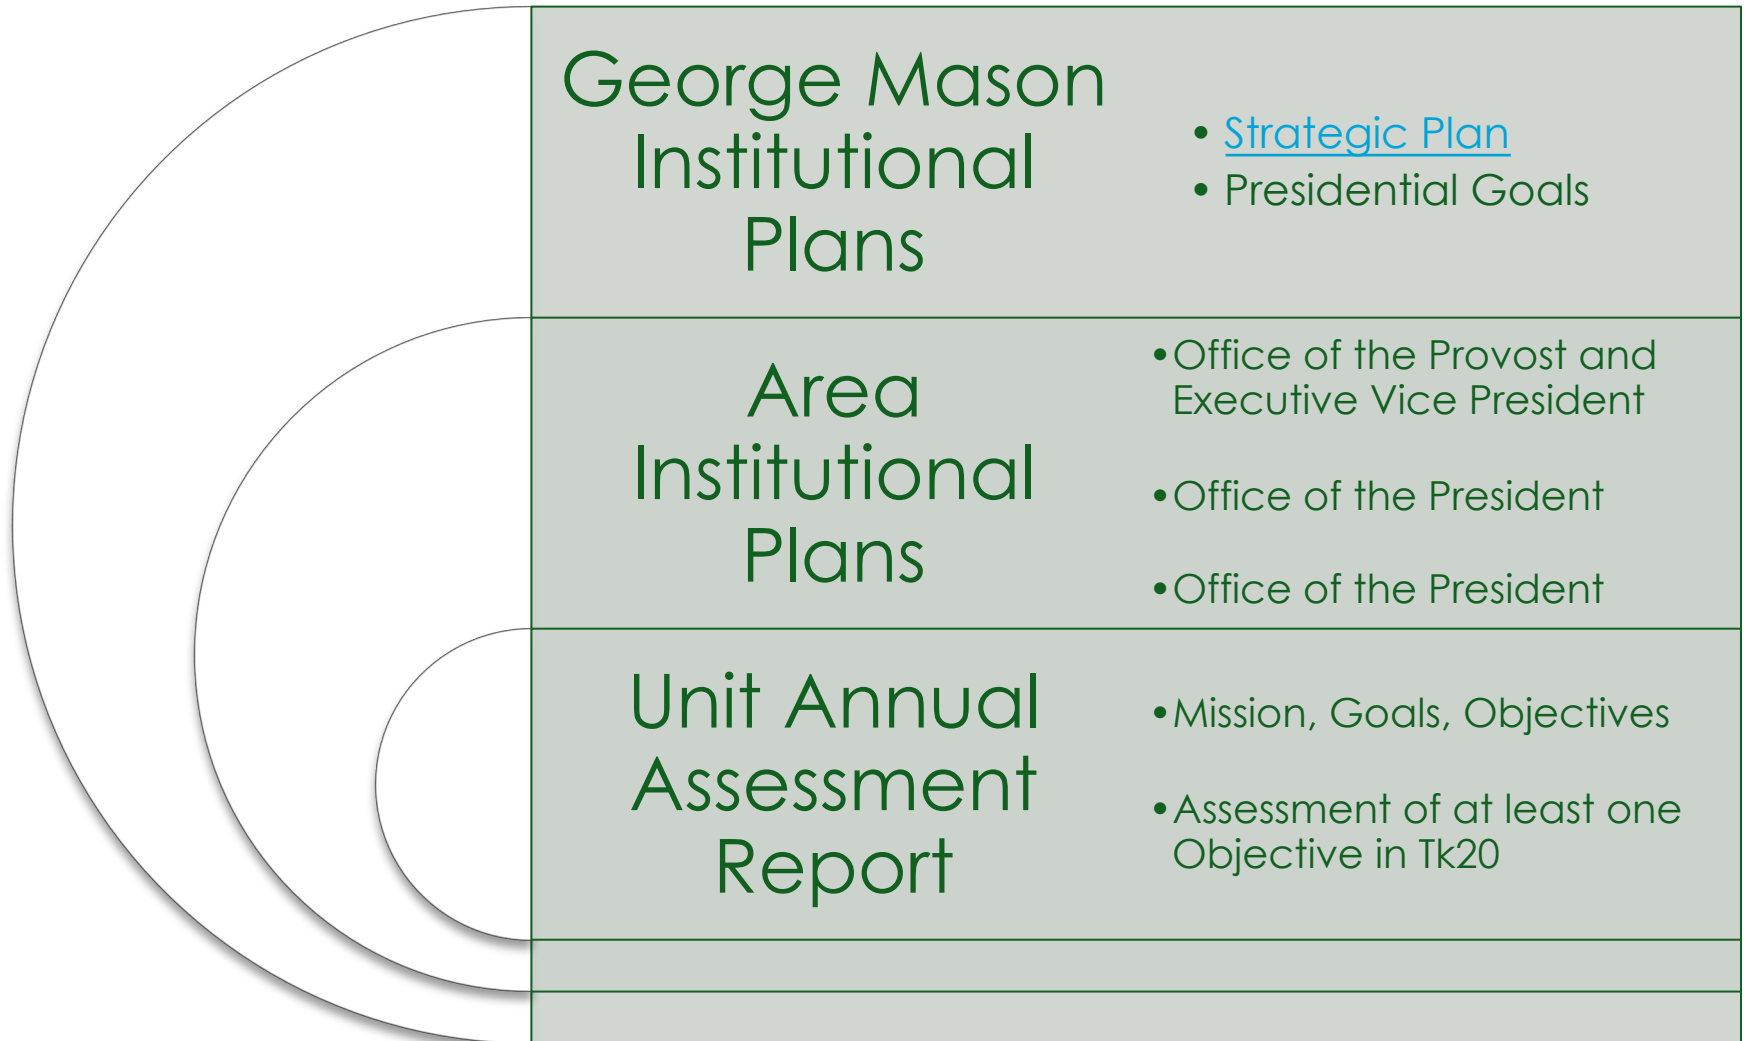 George Mason
Institutional
Plans
• Strategic Plan
• Presidential Goals
Area
Institutional
Plans
•Office of the Provost and
Executive Vice President
•Office of the President
•Office of the President
Unit Annual
Assessment
Report
•Mission, Goals, Objectives
•Assessment of at least one
Objective in Tk20